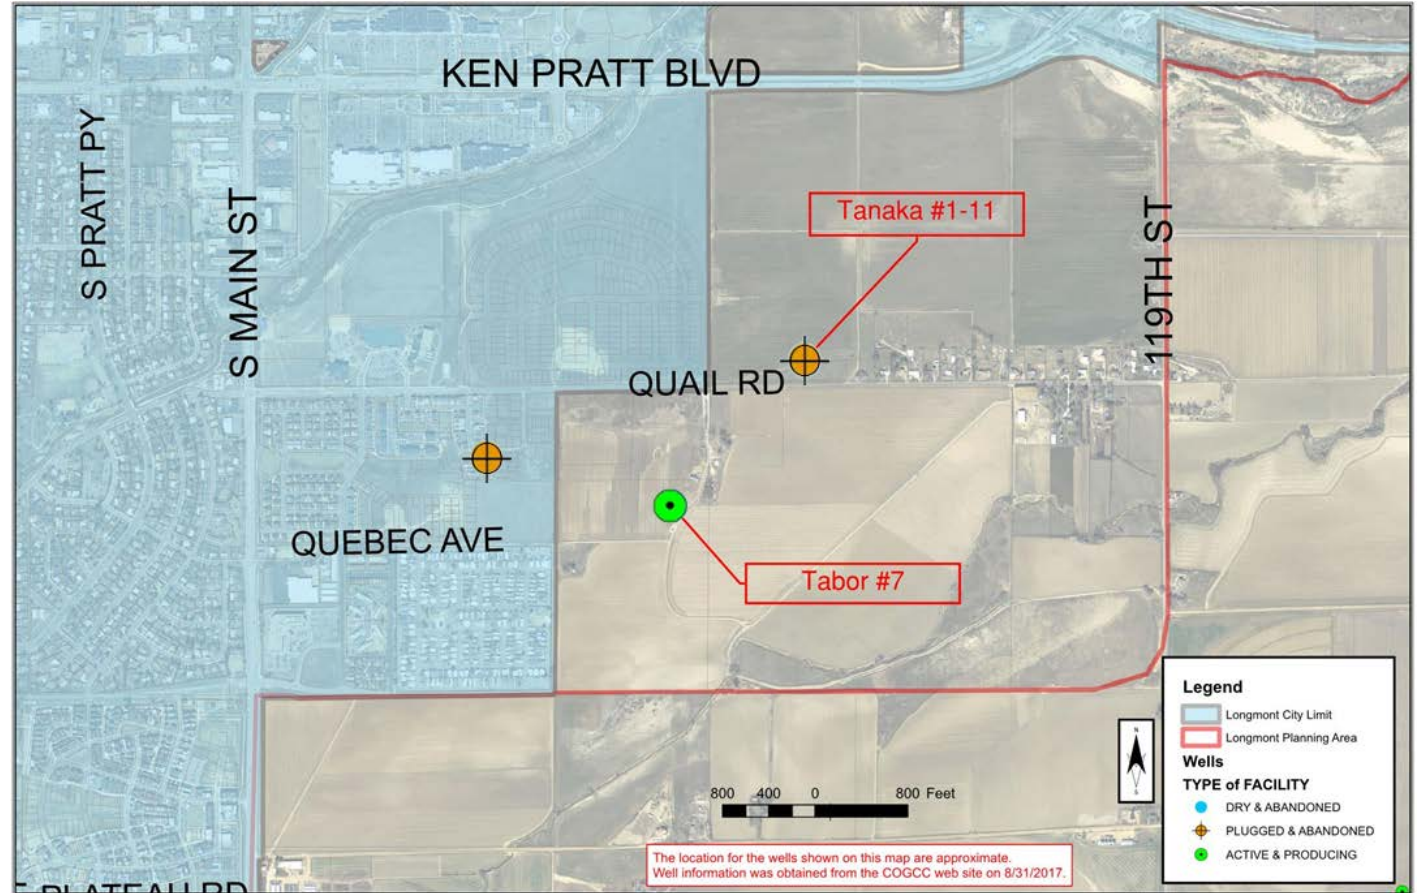 KEN PRATT BLVD
S PRATT PY
S MAIN ST
Tanaka #1-11
119TH ST
QUAIL RD
QUEBEC AVE
Tabor #7
Legend
Longmont City Limit
Longmont Planning Area
Wells
TYPE of FACILITY
DRY & ABANDONED
PLUGGED & ABANDONED
ACTIVE & PRODUCING
N
S
800 400 0 800 Feet
The location for the wells shown on this map are approximate.
Well information was obtained from the COGCC web site on 8/31/2017.
PLATEAU RD